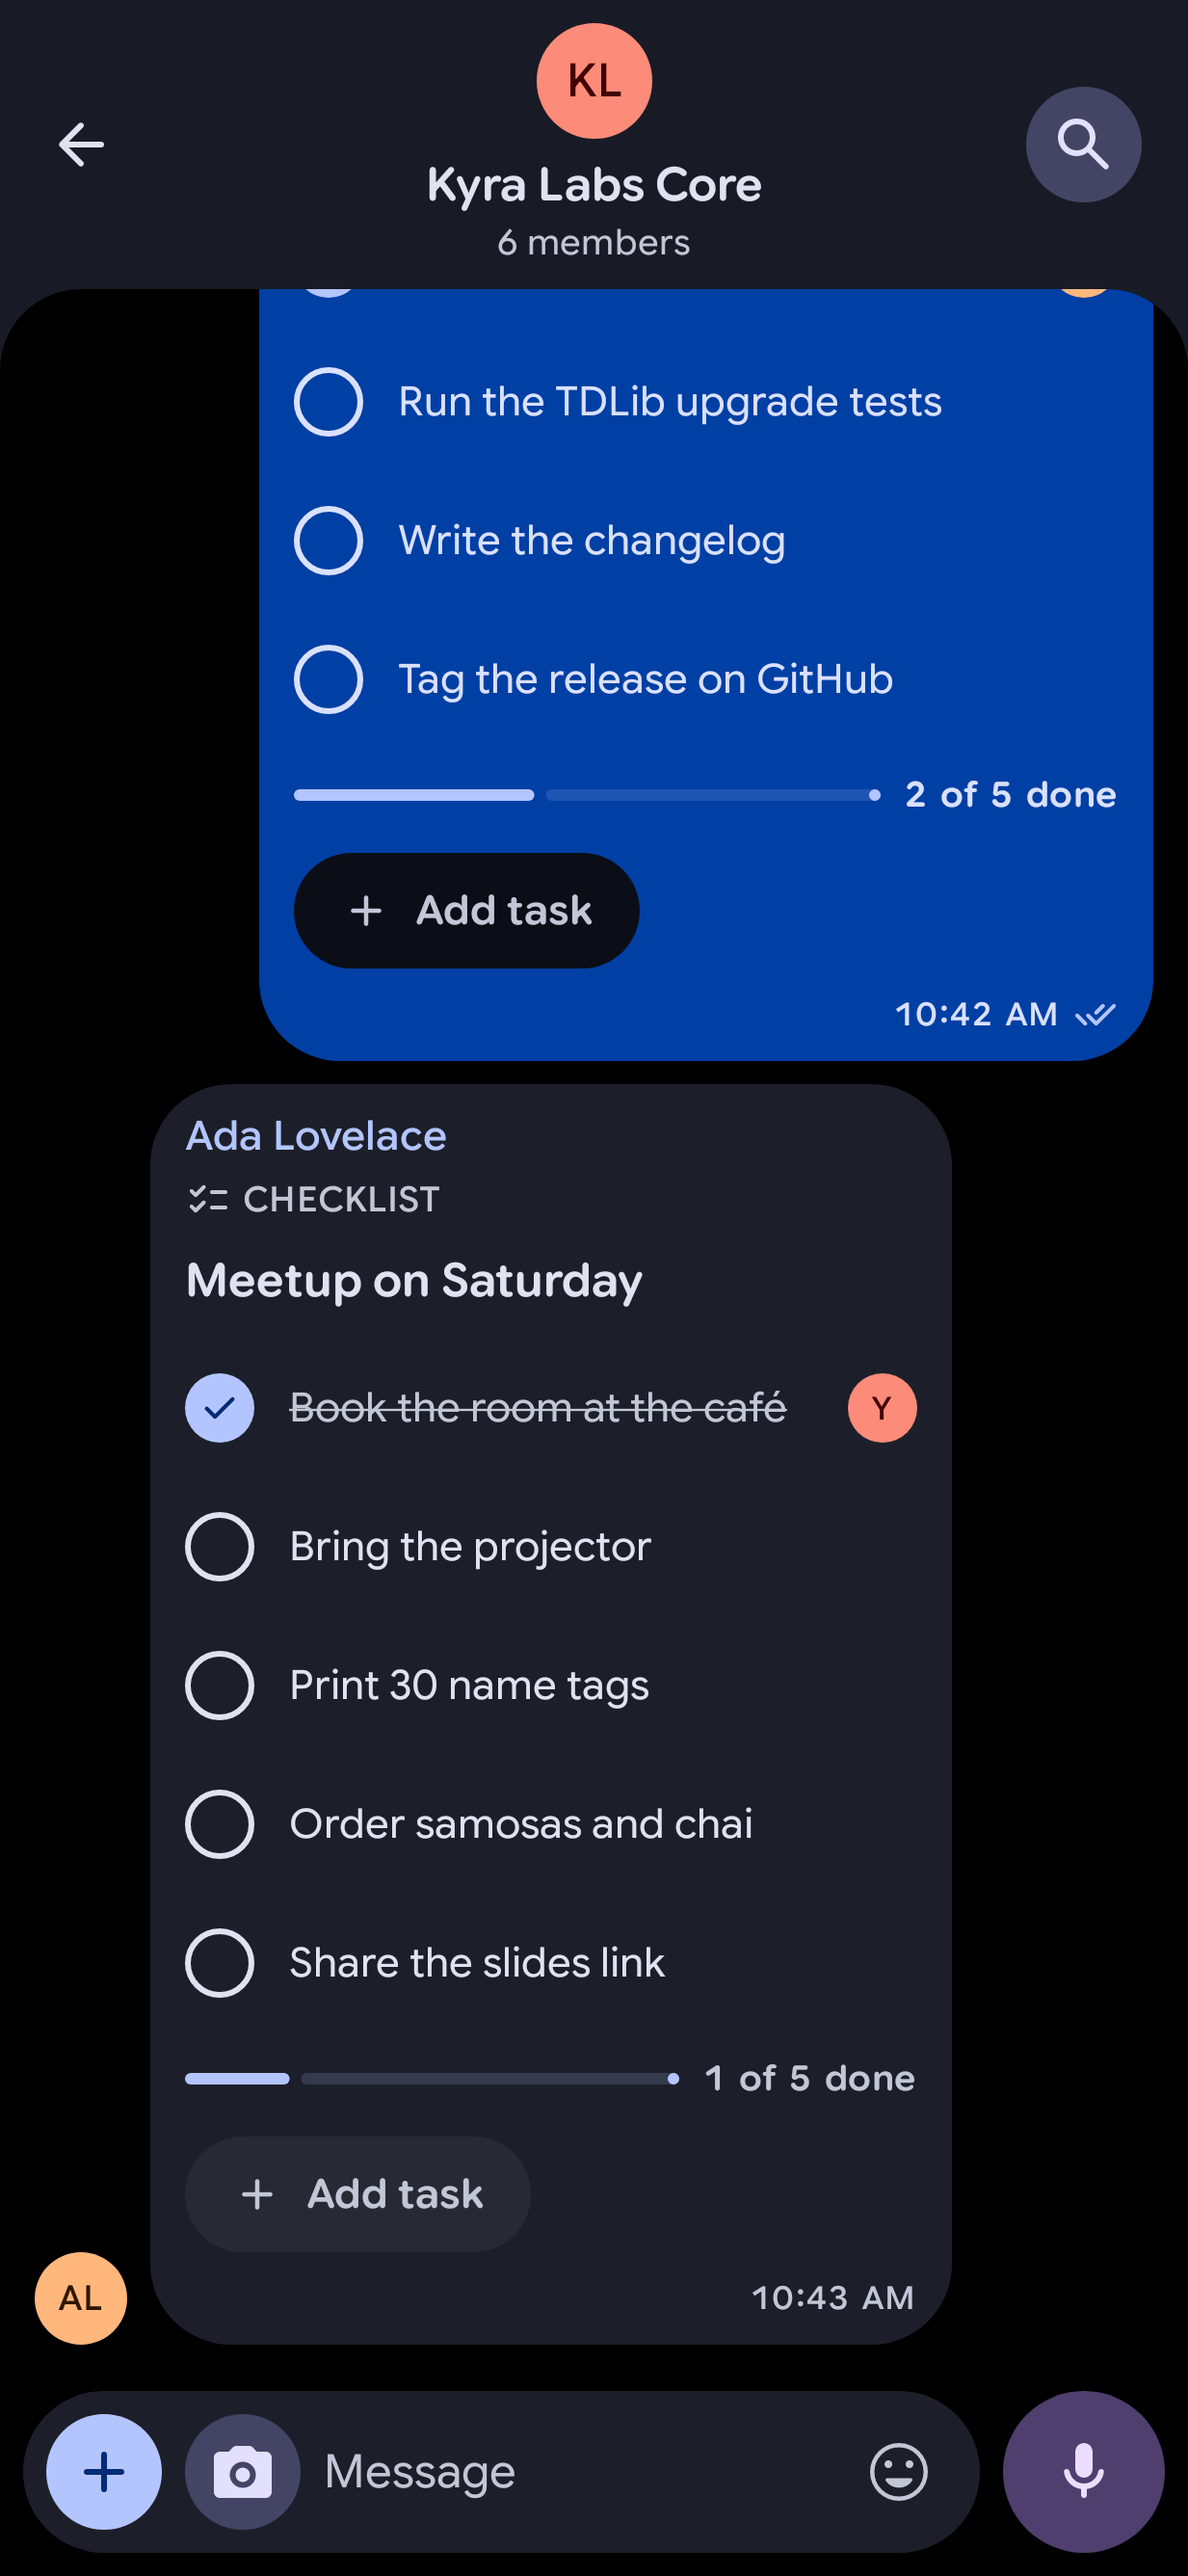 KL
Kyra Labs Core
6 members
Run the TDLib upgrade tests
Write the changelog
Tag the release on GitHub
2 of 5 done
Add task
10:42 AM
Ada Lovelace
CHECKLIST
Meetup on Saturday
Book the room at the café Y
Bring the projector
Print 30 name tags
Order samosas and chai
Share the slides link
1 of 5 done
Add task
AL
10:43 AM
Message